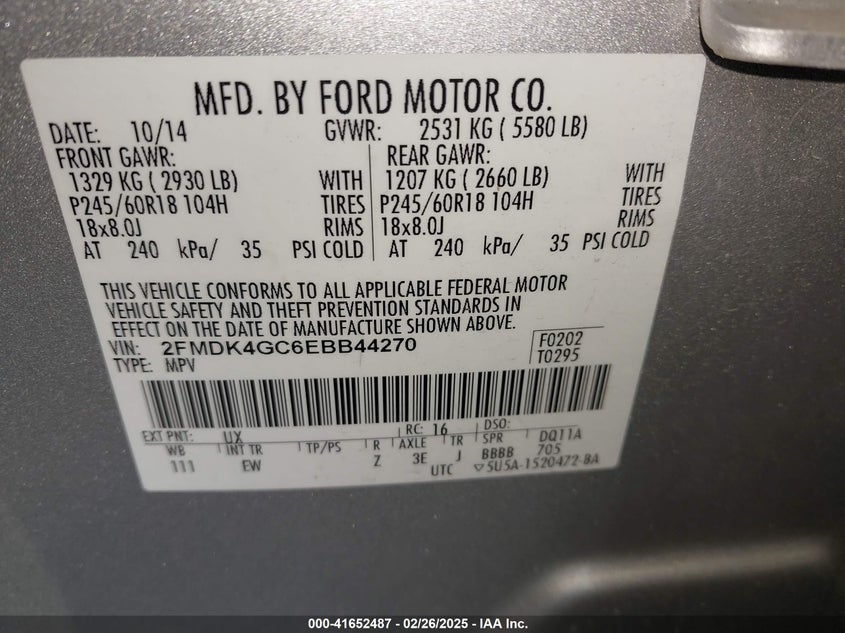 MFD. BY FORD MOTOR CO.
DATE: 10/14 GVWR: 2531 KG ( 5580 LB)
FRONT GAWR: REAR GAWR:
1329 KG ( 2930 LB) WITH 1207 KG ( 2660 LB) WITH
P245/60R18 104H TIRES P245/60R18 104H TIRES
18x8.0J RIMS 18x8.0J RIMS
AT 240 kPa/ 35 PSI COLD AT 240 kPa/ 35 PSI COLD
THIS VEHICLE CONFORMS TO ALL APPLICABLE FEDERAL MOTOR
VEHICLE SAFETY AND THEFT PREVENTION STANDARDS IN
EFFECT ON THE DATE OF MANUFACTURE SHOWN ABOVE.
VIN: 2FMDK4GC6EBB44270 F0202
TYPE: MPV T0295
EXT PNT: UX RC: 16 DSO:
WB INT TR TP/PS R AXLE TR SPR DQ11A
111 EW Z 3E J BBBB 705
UTC ▽5U5A-1520472-BA
000-41652487 - 02/26/2025 - IAA Inc.